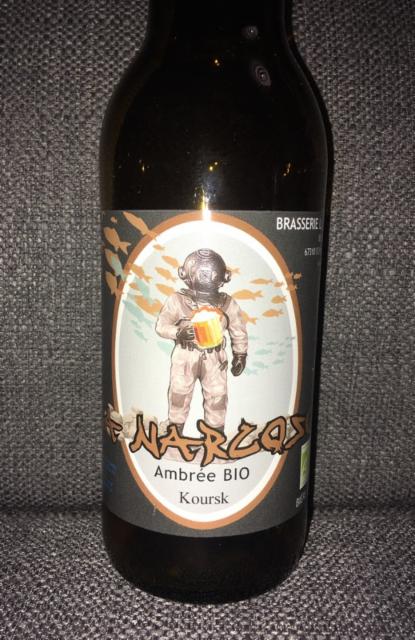 BRASSERIE
NARCOS
Ambrée BIO
Koursk